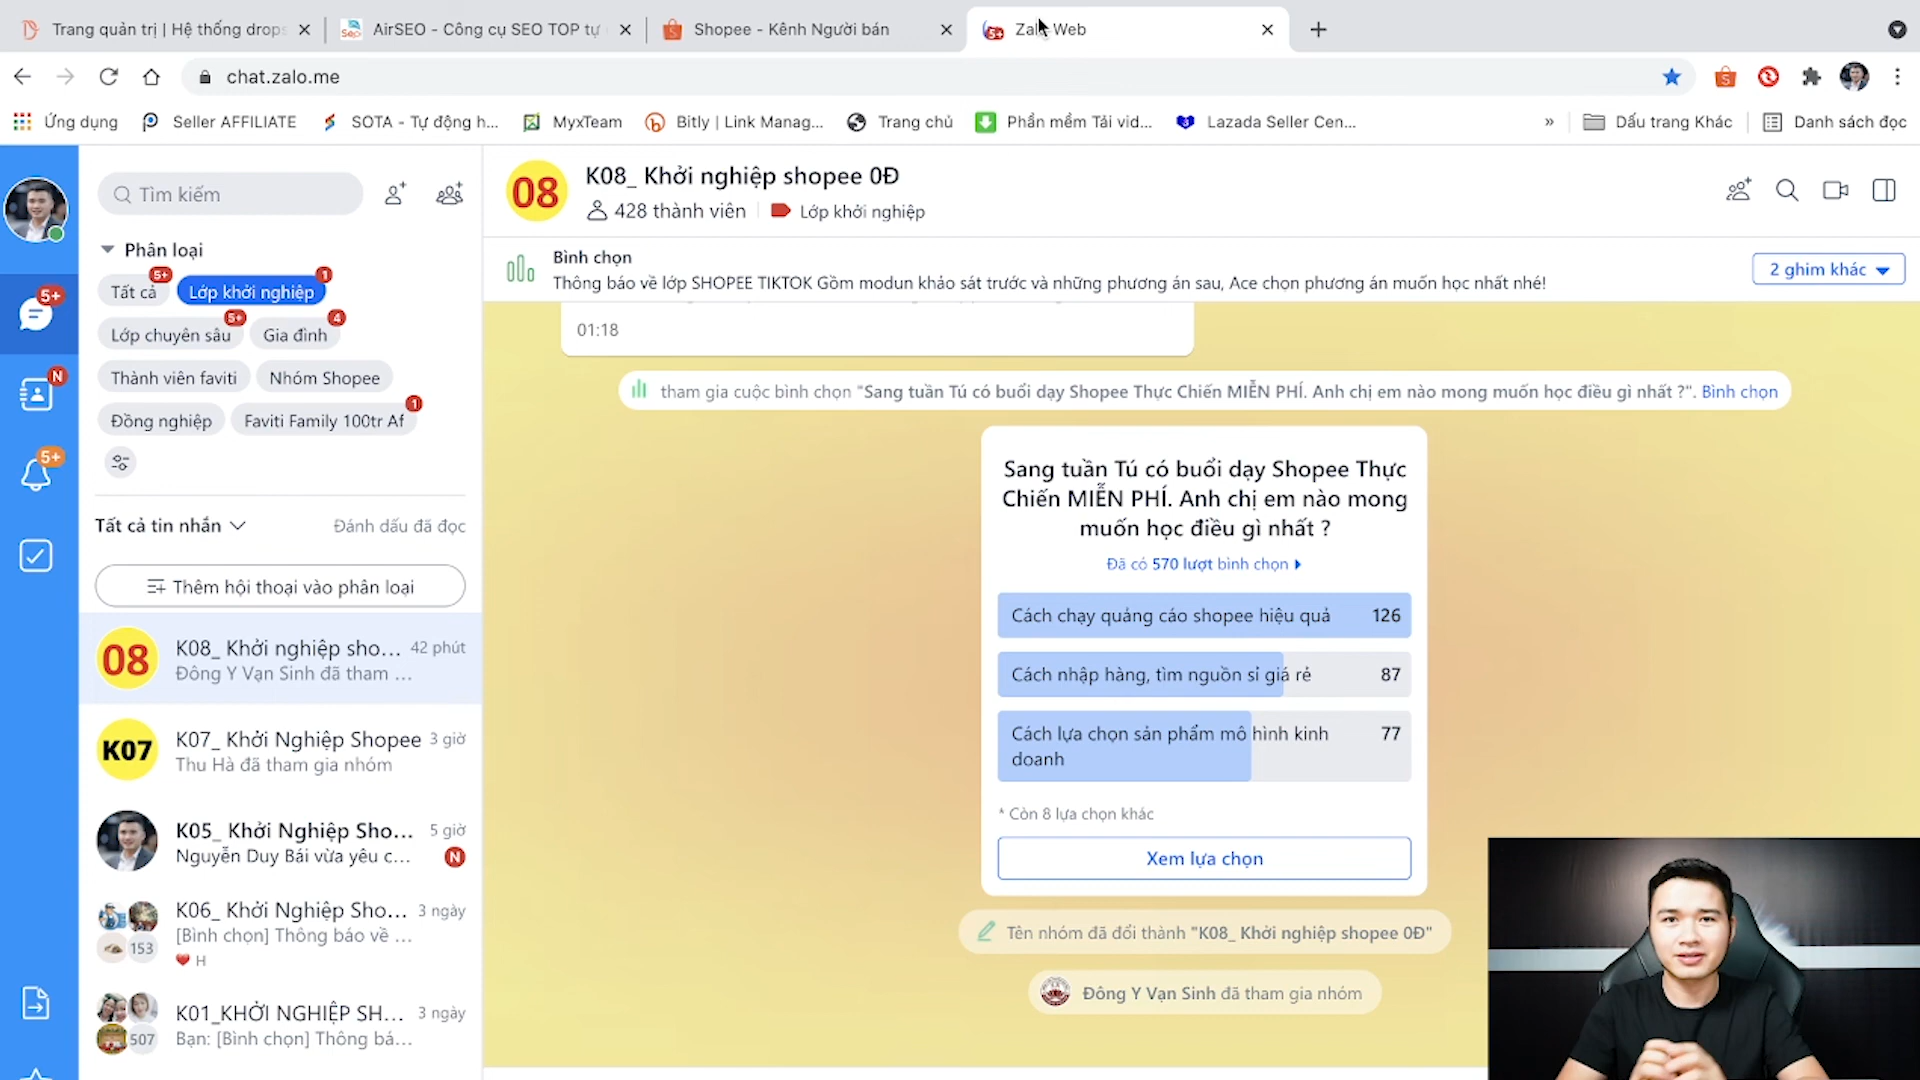 Trang quản trị | Hệ thống drops
AirSEO - Công cụ SEO TOP tự
Shopee - Kênh Người bán
Web
chat.zalo.me
Ứng dụng
Seller AFFILIATE
SOTA - Tự động h...
MyxTeam
Bitly | Link Manag...
Trang chủ
Phần mềm Tải vid...
Lazada Seller Cen...
»
Dấu trang Khác
Danh sách đọc
Tìm kiếm
Phân loại
Tất cả 5+
Lớp khởi nghiệp 1
Lớp chuyên sâu 5+
Gia đình 4
Thành viên faviti
Nhóm Shopee
Đồng nghiệp
Faviti Family 100tr Af 1
5+
N
5+
Tất cả tin nhắn
Đánh dấu đã đọc
Thêm hội thoại vào phân loại
08
K08_ Khởi nghiệp sho... 42 phút
Đông Y Vạn Sinh đã tham ...
K07
K07_ Khởi Nghiệp Shopee 3 giờ
Thu Hà đã tham gia nhóm
K05_ Khởi Nghiệp Sho... 5 giờ
Nguyễn Duy Bái vừa yêu c... N
K06_ Khởi Nghiệp Sho... 3 ngày
[Bình chọn] Thông báo về ...
153
H
K01_KHỞI NGHIỆP SH... 3 ngày
Bạn: [Bình chọn] Thông bá...
507
08
K08_ Khởi nghiệp shopee 0Đ
428 thành viên
Lớp khởi nghiệp
Bình chọn
Thông báo về lớp SHOPEE TIKTOK Gồm modun khảo sát trước và những phương án sau, Ace chọn phương án muốn học nhất nhé!
2 ghim khác
01:18
tham gia cuộc bình chọn "Sang tuần Tú có buổi dạy Shopee Thực Chiến MIỄN PHÍ. Anh chị em nào mong muốn học điều gì nhất ?". Bình chọn
Sang tuần Tú có buổi dạy Shopee Thực
Chiến MIỄN PHÍ. Anh chị em nào mong
muốn học điều gì nhất ?
Đã có 570 lượt bình chọn
Cách chạy quảng cáo shopee hiệu quả 126
Cách nhập hàng, tìm nguồn sỉ giá rẻ 87
Cách lựa chọn sản phẩm mô hình kinh 77
doanh
* Còn 8 lựa chọn khác
Xem lựa chọn
Tên nhóm đã đổi thành "K08_ Khởi nghiệp shopee 0Đ"
Đông Y Vạn Sinh đã tham gia nhóm